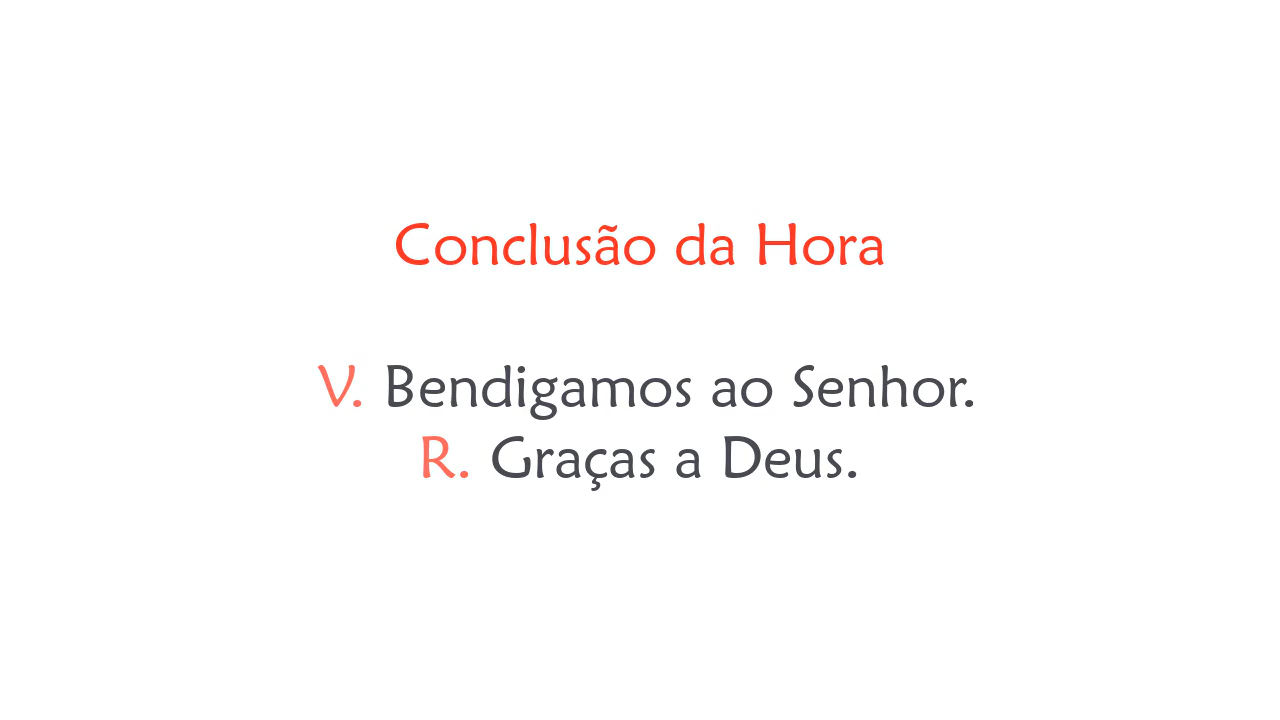 Conclusão da Hora
V. Bendigamos ao Senhor.
R. Graças a Deus.